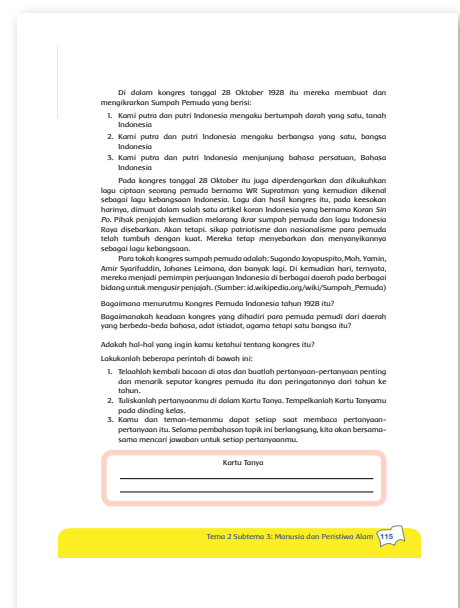 Di dalam kongres tanggal 28 Oktober 1928 itu mereka membuat dan
mengikrarkan Sumpah Pemuda yang berisi:
1. Kami putra dan putri Indonesia mengaku bertumpah darah yang satu, tanah
Indonesia
2. Kami putra dan putri Indonesia mengaku berbangsa yang satu, bangsa
Indonesia
3. Kami putra dan putri Indonesia menjunjung bahasa persatuan, Bahasa
Indonesia
Pada kongres tanggal 28 Oktober itu juga diperdengarkan dan dikukuhkan
lagu ciptaan seorang pemuda bernama WR Supratman yang kemudian dikenal
sebagai lagu kebangsaan Indonesia. Lagu dan hasil kongres itu, pada keesokan
harinya, dimuat dalam salah satu artikel koran Indonesia yang bernama Koran Sin
Po. Pihak penjajah kemudian melarang ikrar sumpah pemuda dan lagu Indonesia
Raya disebarkan. Akan tetapi, sikap patriotisme dan nasionalisme para pemuda
telah tumbuh dengan kuat. Mereka tetap menyebarkan dan menyanyikannya
sebagai lagu kebangsaan.
Para tokoh kongres sumpah pemuda adalah: Sugondo Joyopuspito, Moh. Yamin,
Amir Syarifuddin, Johanes Leimana, dan banyak lagi. Di kemudian hari, ternyata,
mereka menjadi pemimpin perjuangan Indonesia di berbagai daerah pada berbagai
bidang untuk mengusir penjajah. (Sumber: id.wikipedia.org/wiki/Sumpah_Pemuda)
Bagaimana menurutmu Kongres Pemuda Indonesia tahun 1928 itu?
Bagaimanakah keadaan kongres yang dihadiri para pemuda pemudi dari daerah
yang berbeda-beda bahasa, adat istiadat, agama tetapi satu bangsa itu?
Adakah hal-hal yang ingin kamu ketahui tentang kongres itu?
Lakukanlah beberapa perintah di bawah ini:
1. Telaahlah kembali bacaan di atas dan buatlah pertanyaan-pertanyaan penting
dan menarik seputar kongres pemuda itu dan peringatannya dari tahun ke
tahun.
2. Tuliskanlah pertanyaanmu di dalam Kartu Tanya. Tempelkanlah Kartu Tanyamu
pada dinding kelas.
3. Kamu dan teman-temanmu dapat setiap saat membaca pertanyaan-
pertanyaan itu. Selama pembahasan topik ini berlangsung, kita akan bersama-
sama mencari jawaban untuk setiap pertanyaanmu.
Kartu Tanya
Tema 2 Subtema 3: Manusia dan Peristiwa Alam 115